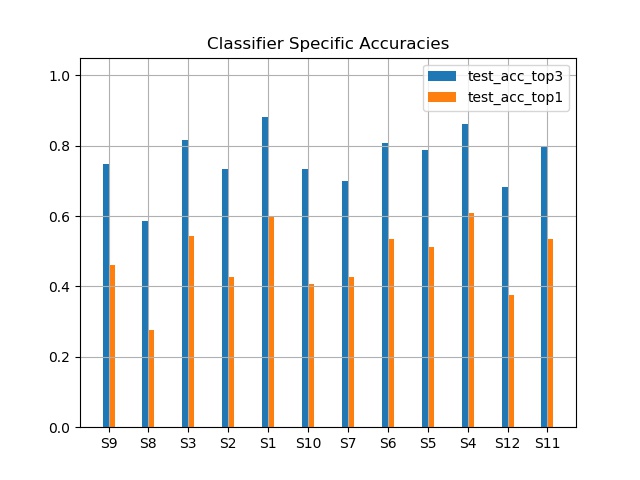 Classifier Specific Accuracies
test_acc_top3
test_acc_top1
1.0
0.8
0.6
0.4
0.2
0.0
S9 S8 S3 S2 S1 S10 S7 S6 S5 S4 S12 S11